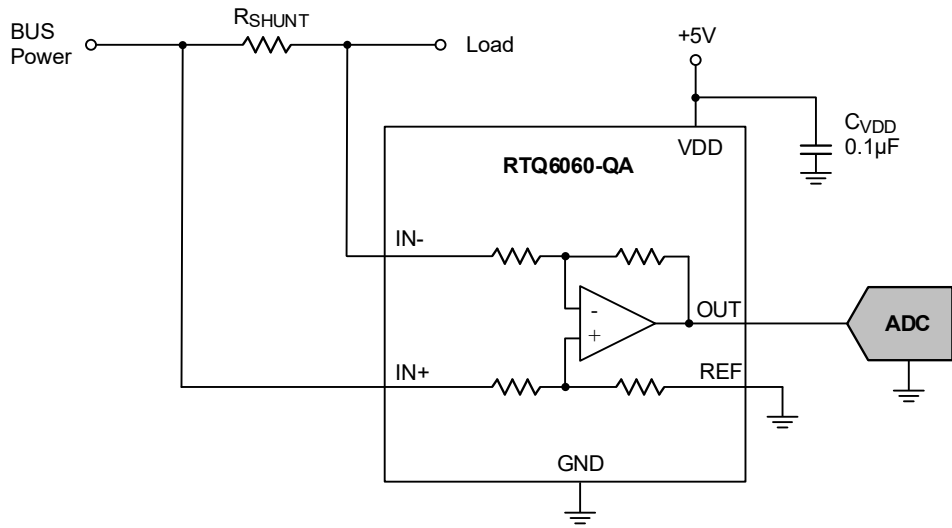 BUS
Power
RSHUNT
Load
+5V
CVDD
0.1µF
VDD
RTQ6060-QA
IN-
-
+
OUT
ADC
IN+
REF
GND